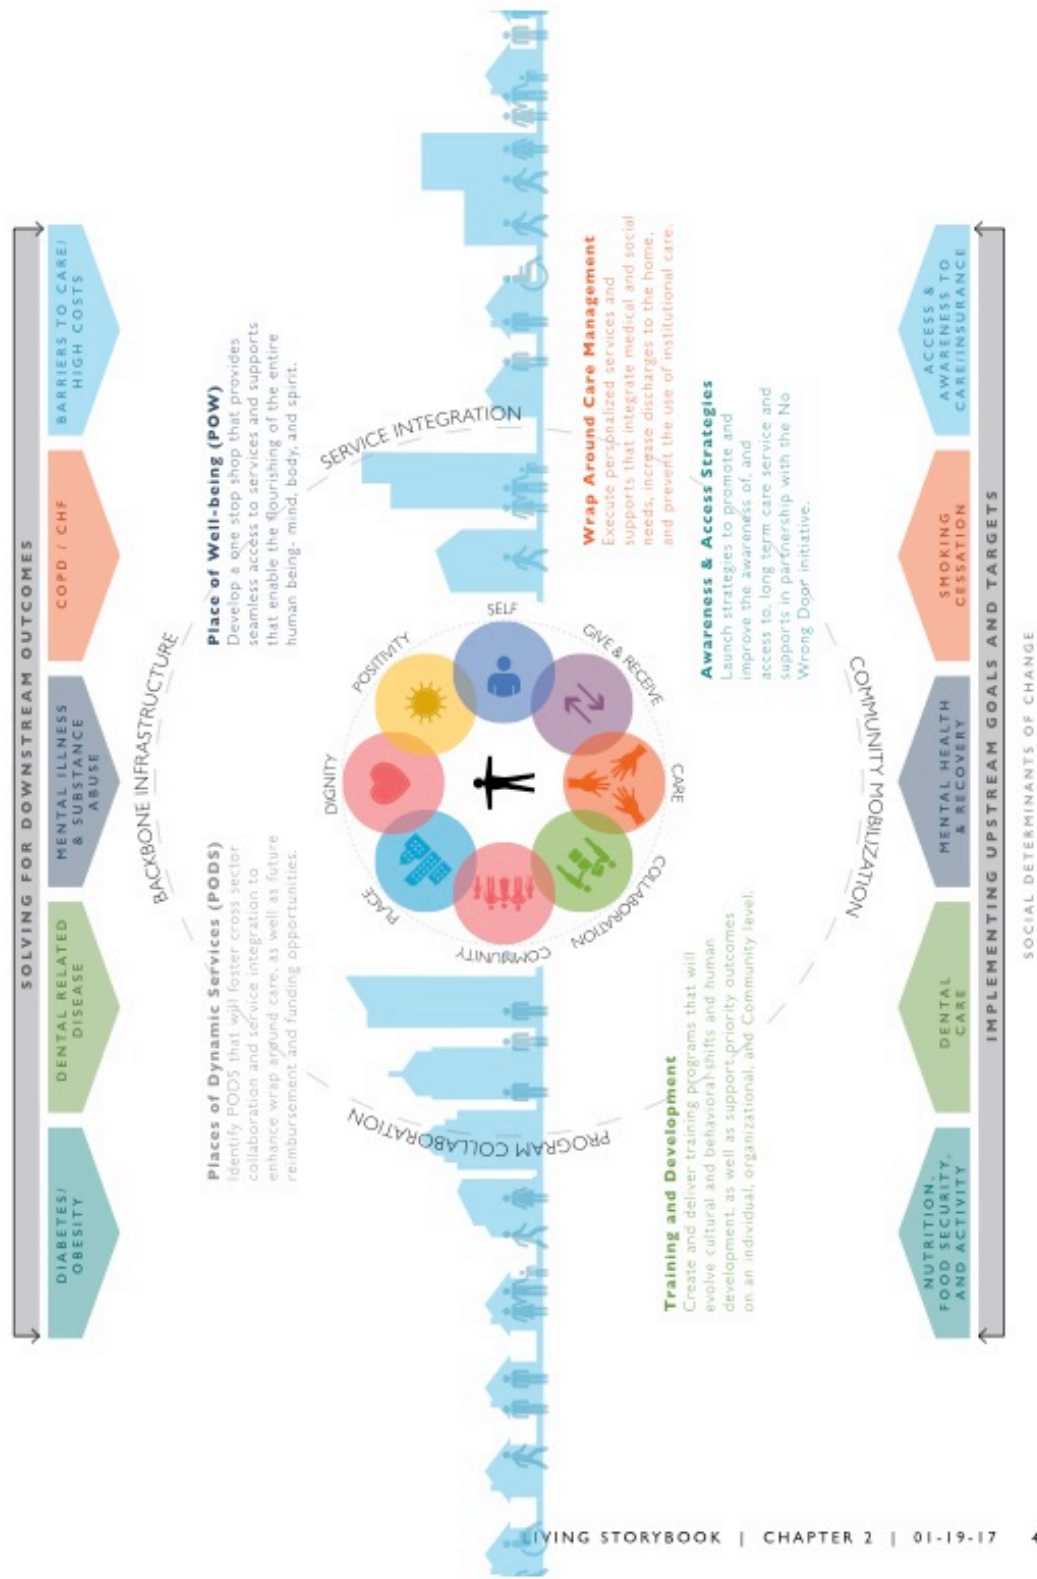 SOLVING FOR DOWNSTREAM OUTCOMES
DIABETES/
OBESITY
DENTAL RELATED
DISEASE
MENTAL ILLNESS
& SUBSTANCE
ABUSE
COPD / CHF
BARRIERS TO CARE/
HIGH COSTS
BACKBONE INFRASTRUCTURE
Places of Dynamic Services (PODS)
Identify PODS that will foster cross sector
collaboration and service integration to
enhance wrap around care, as well as future
reimbursement and funding opportunities.
Place of Well-being (POW)
Develop a one stop shop that provides
seamless access to services and supports
that enable the flourishing of the entire
human being- mind, body, and spirit.
SERVICE INTEGRATION
PROGRAM COLLABORATION
DIGNITY
POSITIVITY
SELF
GIVE & RECEIVE
CARE
COLLABORATION
COMMUNITY
PLACE
Wrap Around Care Management
Execute personalized services and
supports that integrate medical and social
needs, increase discharges to the home,
and prevent the use of institutional care.
Training and Development
Create and deliver training programs that will
evolve cultural and behavioral shifts and human
development, as well as support priority outcomes
on an individual, organizational, and Community level.
Awareness & Access Strategies
Launch strategies to promote and
improve the awareness of, and
access to, long term care service and
supports in partnership with the No
Wrong Door initiative.
COMMUNITY MOBILIZATION
NUTRITION,
FOOD SECURITY,
AND ACTIVITY
DENTAL
CARE
MENTAL HEALTH
& RECOVERY
SMOKING
CESSATION
ACCESS &
AWARENESS TO
CARE/INSURANCE
IMPLEMENTING UPSTREAM GOALS AND TARGETS
SOCIAL DETERMINANTS OF CHANGE
LIVING STORYBOOK | CHAPTER 2 | 01-19-17 4